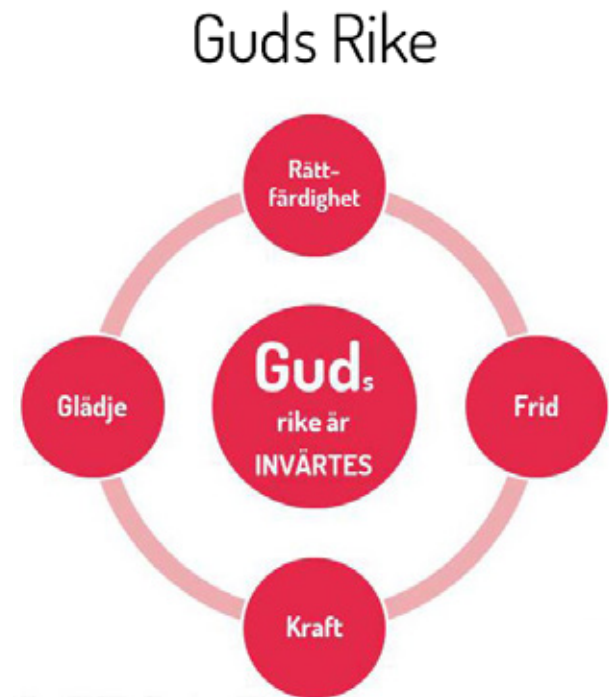 Guds Rike
Rätt-
färdighet
Glädje
Guds
rike är
INVÄRTES
Frid
Kraft